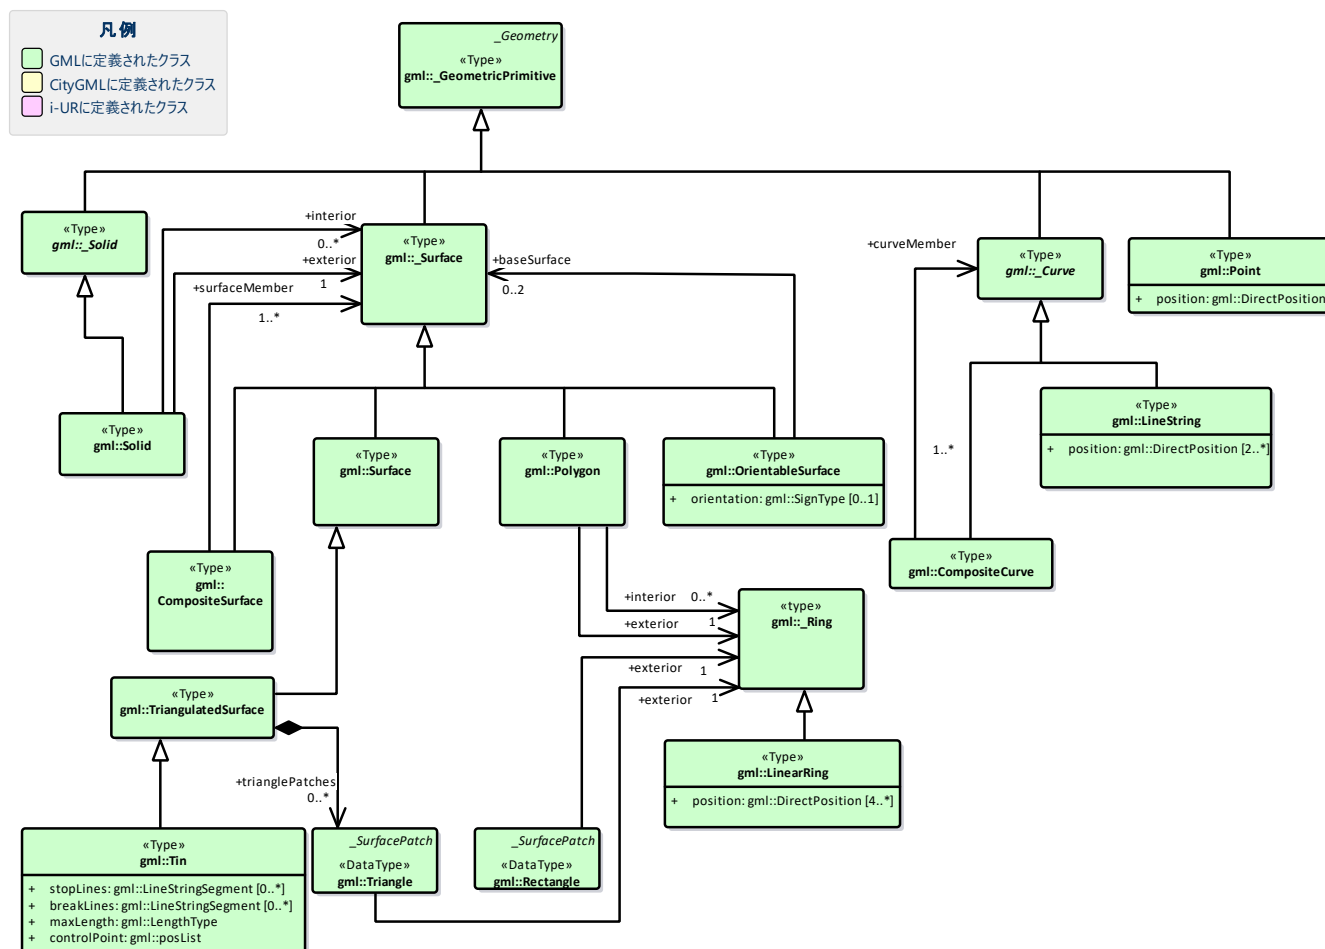 凡例
GMLに定義されたクラス
CityGMLに定義されたクラス
i-URに定義されたクラス
_Geometry
«Type»
gml::_GeometricPrimitive
«Type»
gml::_Solid
+interior
0..*
+exterior
1
+surfaceMember
1..*
«Type»
gml::_Surface
+baseSurface
0..2
+curveMember
1..*
«Type»
gml::_Curve
«Type»
gml::Point
+ position: gml::DirectPosition
«Type»
gml::LineString
+ position: gml::DirectPosition [2..*]
«Type»
gml::Solid
«Type»
gml::Surface
«Type»
gml::Polygon
«Type»
gml::OrientableSurface
+ orientation: gml::SignType [0..1]
«Type»
gml::CompositeCurve
«Type»
gml::
CompositeSurface
+interior 0..*
+exterior 1
+exterior 1
+exterior 1
«type»
gml::_Ring
«Type»
gml::TriangulatedSurface
+trianglePatches
0..*
«Type»
gml::LinearRing
+ position: gml::DirectPosition [4..*]
«Type»
gml::Tin
+ stopLines: gml::LineStringSegment [0..*]
+ breakLines: gml::LineStringSegment [0..*]
+ maxLength: gml::LengthType
+ controlPoint: gml::posList
_SurfacePatch
«DataType»
gml::Triangle
_SurfacePatch
«DataType»
gml::Rectangle